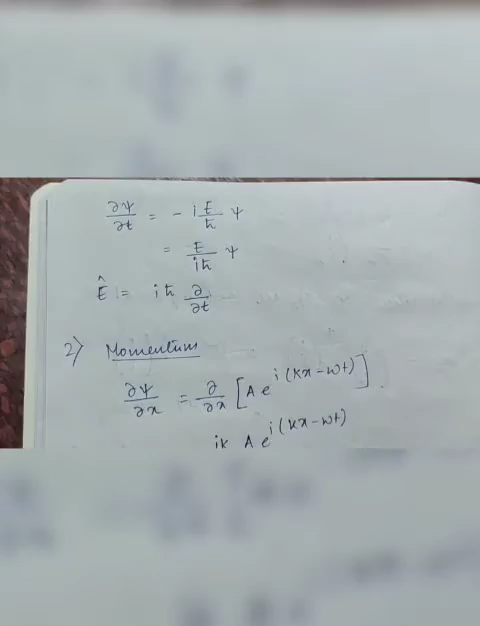 ∂ψ/∂t = - i E/ħ ψ
= E/iħ ψ
Ê = iħ ∂/∂t
2) Momentum
∂ψ/∂x = ∂/∂x [A e^{i(kx-ωt)}].
ik A e^{i(kx-ωt)}